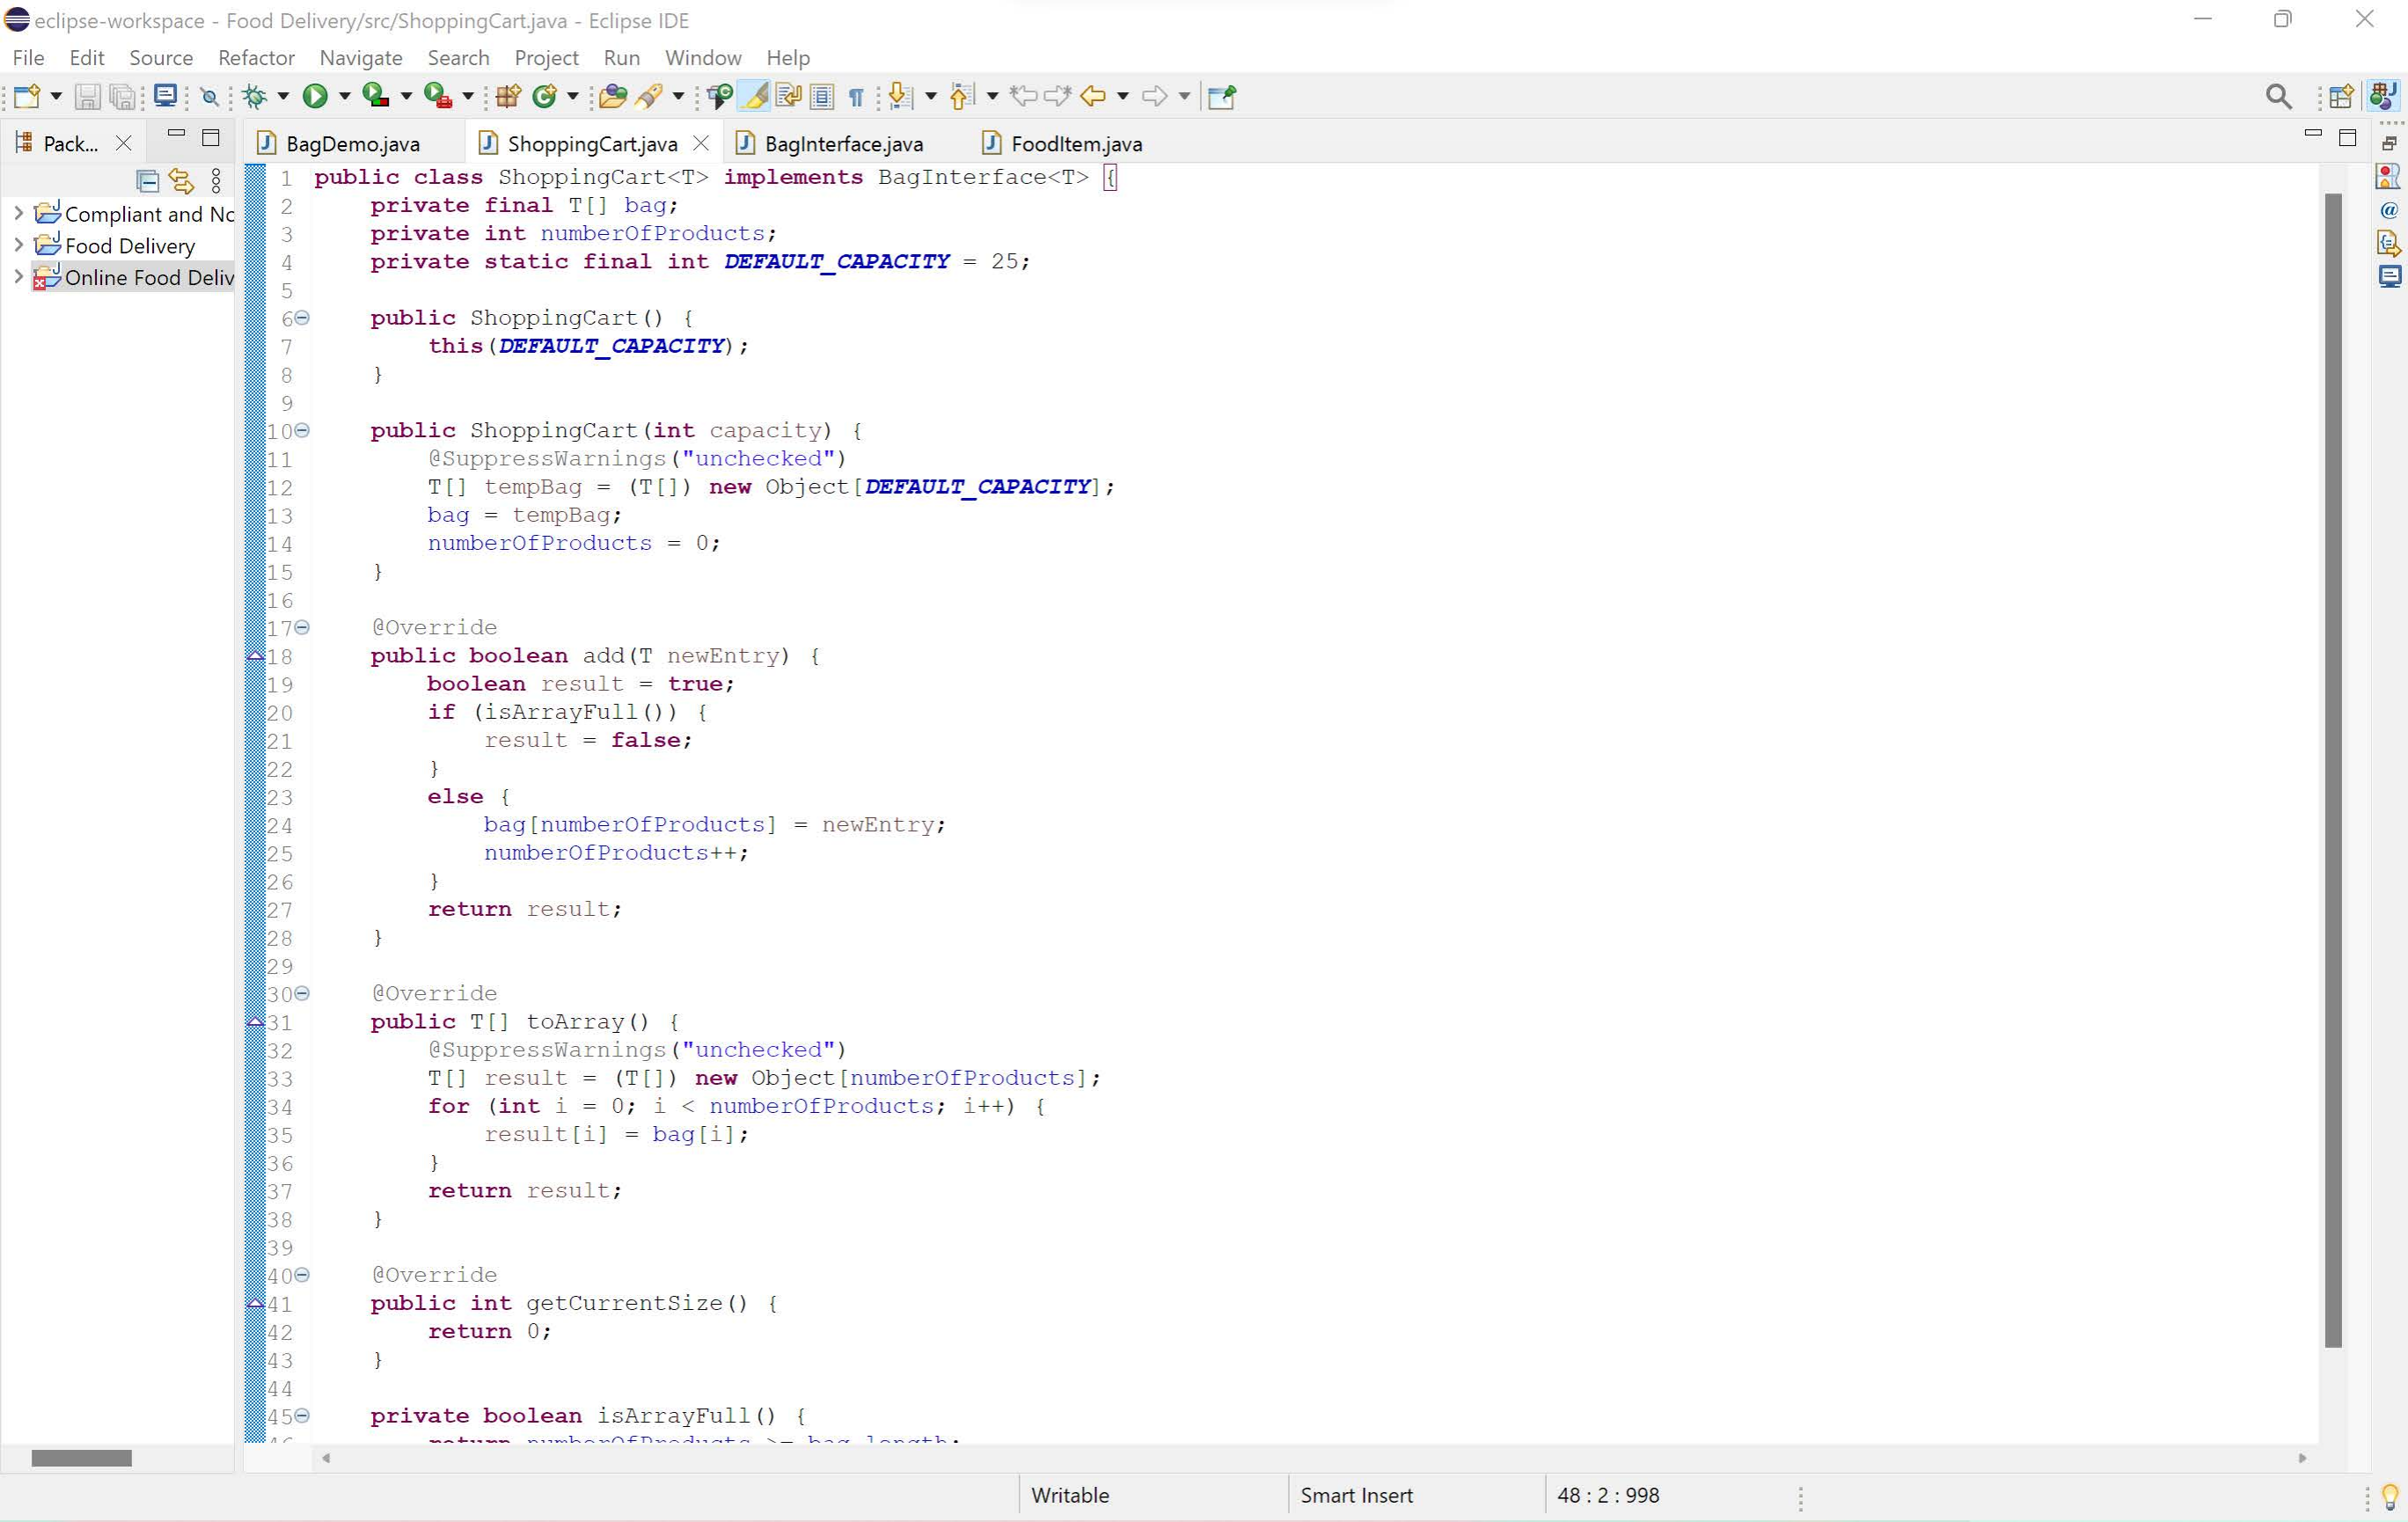 eclipse-workspace - Food Delivery/src/ShoppingCart.java - Eclipse IDE
File Edit Source Refactor Navigate Search Project Run Window Help
Pack...
BagDemo.java ShoppingCart.java BagInterface.java FoodItem.java
Compliant and Nc
Food Delivery
Online Food Deliv
1 public class ShoppingCart<T> implements BagInterface<T> {
2 private final T[] bag;
3 private int numberOfProducts;
4 private static final int DEFAULT_CAPACITY = 25;
5
6 public ShoppingCart() {
7 this(DEFAULT_CAPACITY);
8 }
9
10 public ShoppingCart(int capacity) {
11 @SuppressWarnings("unchecked")
12 T[] tempBag = (T[]) new Object[DEFAULT_CAPACITY];
13 bag = tempBag;
14 numberOfProducts = 0;
15 }
16
17 @Override
18 public boolean add(T newEntry) {
19 boolean result = true;
20 if (isArrayFull()) {
21 result = false;
22 }
23 else {
24 bag[numberOfProducts] = newEntry;
25 numberOfProducts++;
26 }
27 return result;
28 }
29
30 @Override
31 public T[] toArray() {
32 @SuppressWarnings("unchecked")
33 T[] result = (T[]) new Object[numberOfProducts];
34 for (int i = 0; i < numberOfProducts; i++) {
35 result[i] = bag[i];
36 }
37 return result;
38 }
39
40 @Override
41 public int getCurrentSize() {
42 return 0;
43 }
44
45 private boolean isArrayFull() {
46 return numberOfProducts >= bag.length;
Writable Smart Insert 48 : 2 : 998